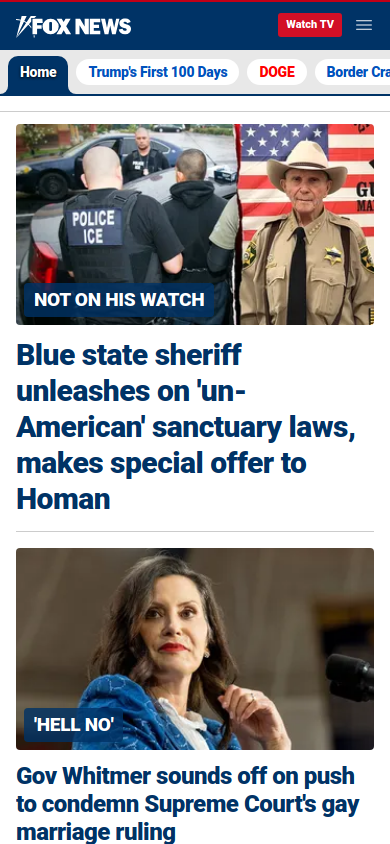 FOX NEWS
Watch TV
Home
Trump's First 100 Days
DOGE
Border Cra
POLICE
ICE
NOT ON HIS WATCH
Blue state sheriff
unleashes on 'un-
American' sanctuary laws,
makes special offer to
Homan
'HELL NO'
Gov Whitmer sounds off on push
to condemn Supreme Court's gay
marriage ruling